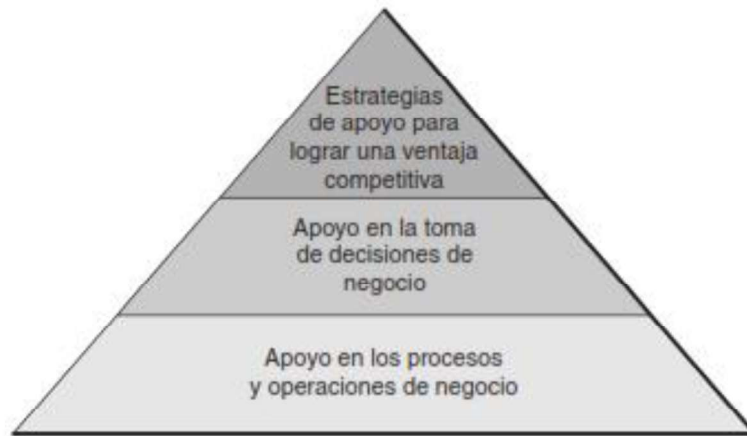 Estrategias
de apoyo para
lograr una ventaja
competitiva
Apoyo en la toma
de decisiones de
negocio
Apoyo en los procesos
y operaciones de negocio